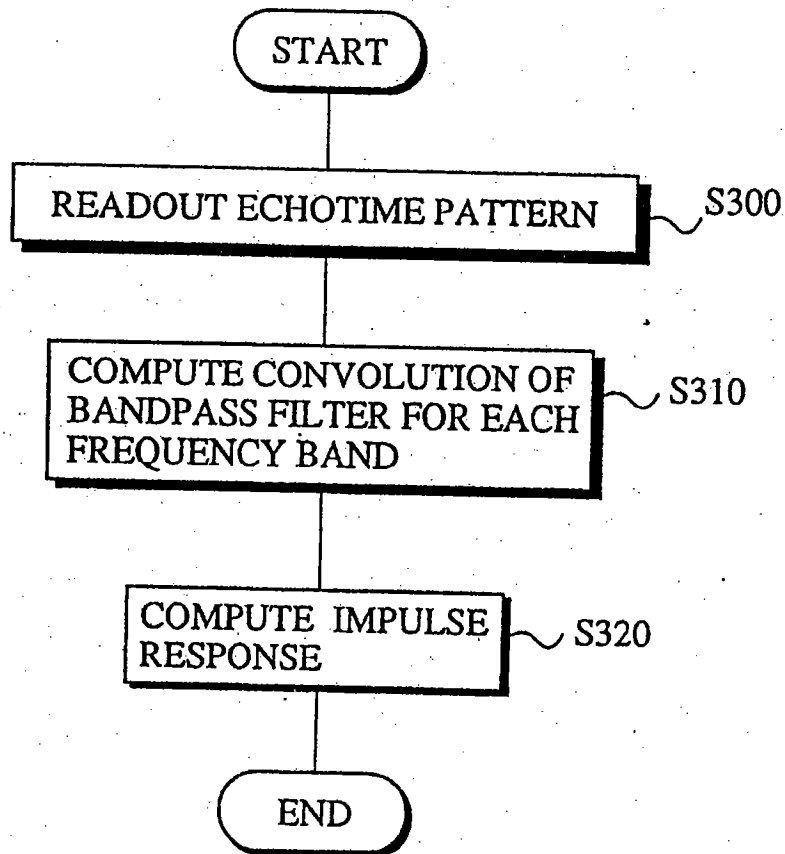 START
READOUT ECHOTIME PATTERN
S300
COMPUTE CONVOLUTION OF
BANDPASS FILTER FOR EACH
FREQUENCY BAND
S310
COMPUTE IMPULSE
RESPONSE
S320
END